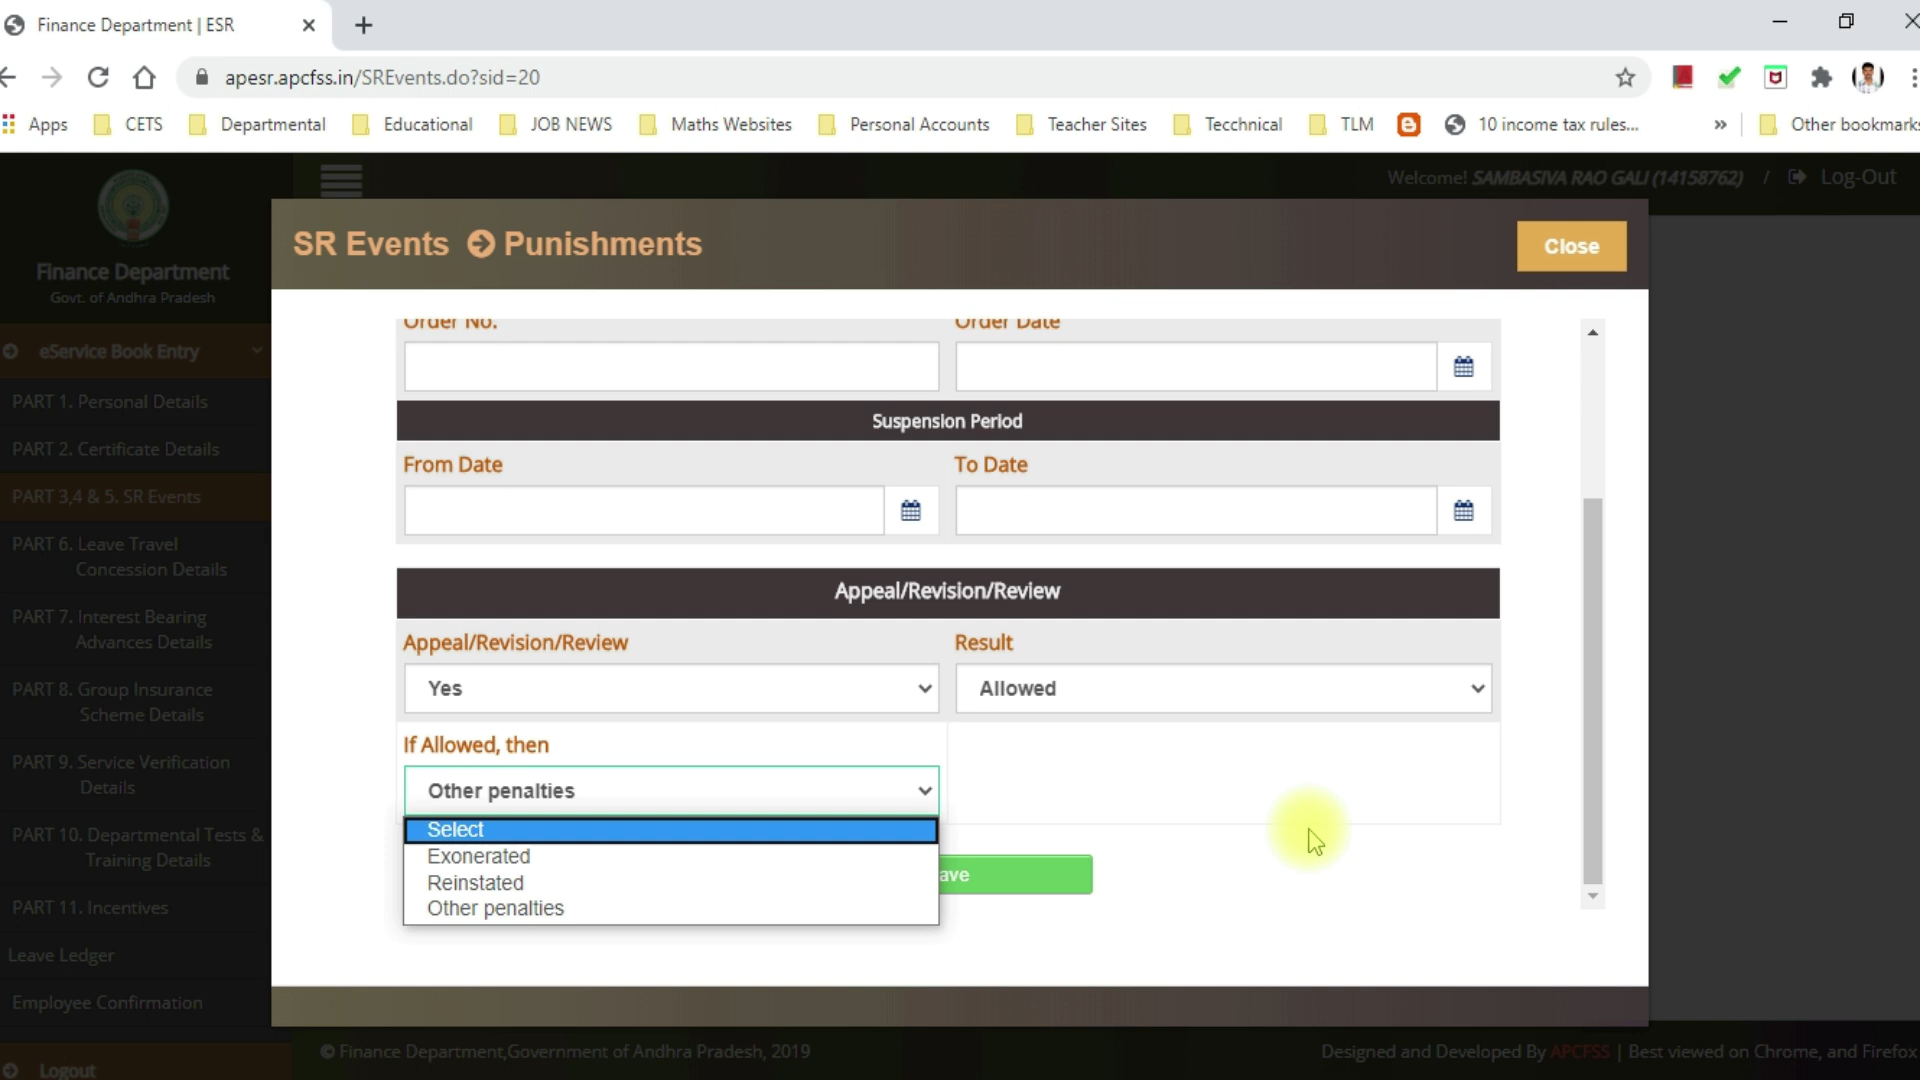 Finance Department | ESR
apesr.apcfss.in/SREvents.do?sid=20
Apps CETS Departmental Educational JOB NEWS Maths Websites Personal Accounts Teacher Sites Tecchnical TLM 10 income tax rules... » Other bookmarks
Welcome! SAMBASIVA RAO GALI (14158762) / Log-Out
Finance Department
Govt. of Andhra Pradesh
eService Book Entry
PART 1. Personal Details
PART 2. Certificate Details
PART 3,4 & 5. SR Events
PART 6. Leave Travel
Concession Details
PART 7. Interest Bearing
Advances Details
PART 8. Group Insurance
Scheme Details
PART 9. Service Verification
Details
PART 10. Departmental Tests &
Training Details
PART 11. Incentives
Leave Ledger
Employee Confirmation
Logout
SR Events Punishments
Close
Order No. Order Date
Suspension Period
From Date To Date
Appeal/Revision/Review
Appeal/Revision/Review Result
Yes Allowed
If Allowed, then
Other penalties
Select
Exonerated
Reinstated
Other penalties
ave
© Finance Department,Government of Andhra Pradesh, 2019
Designed and Developed By APCFSS | Best viewed on Chrome, and Firefox